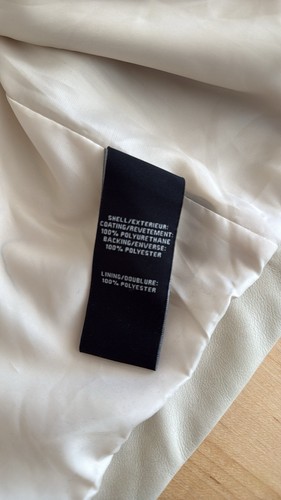 SHELL/EXTERIEUR:
COATING/REVETEMENT:
100% POLYURETHANE
BACKING/ENVERSE:
100% POLYESTER
LINING/DOUBLURE:
100% POLYESTER